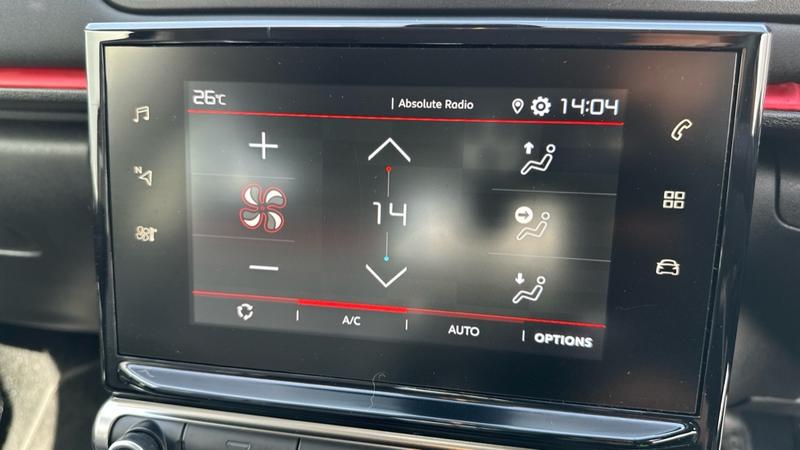 26°C
| Absolute Radio
14:04
N
14
A/C
AUTO
OPTIONS